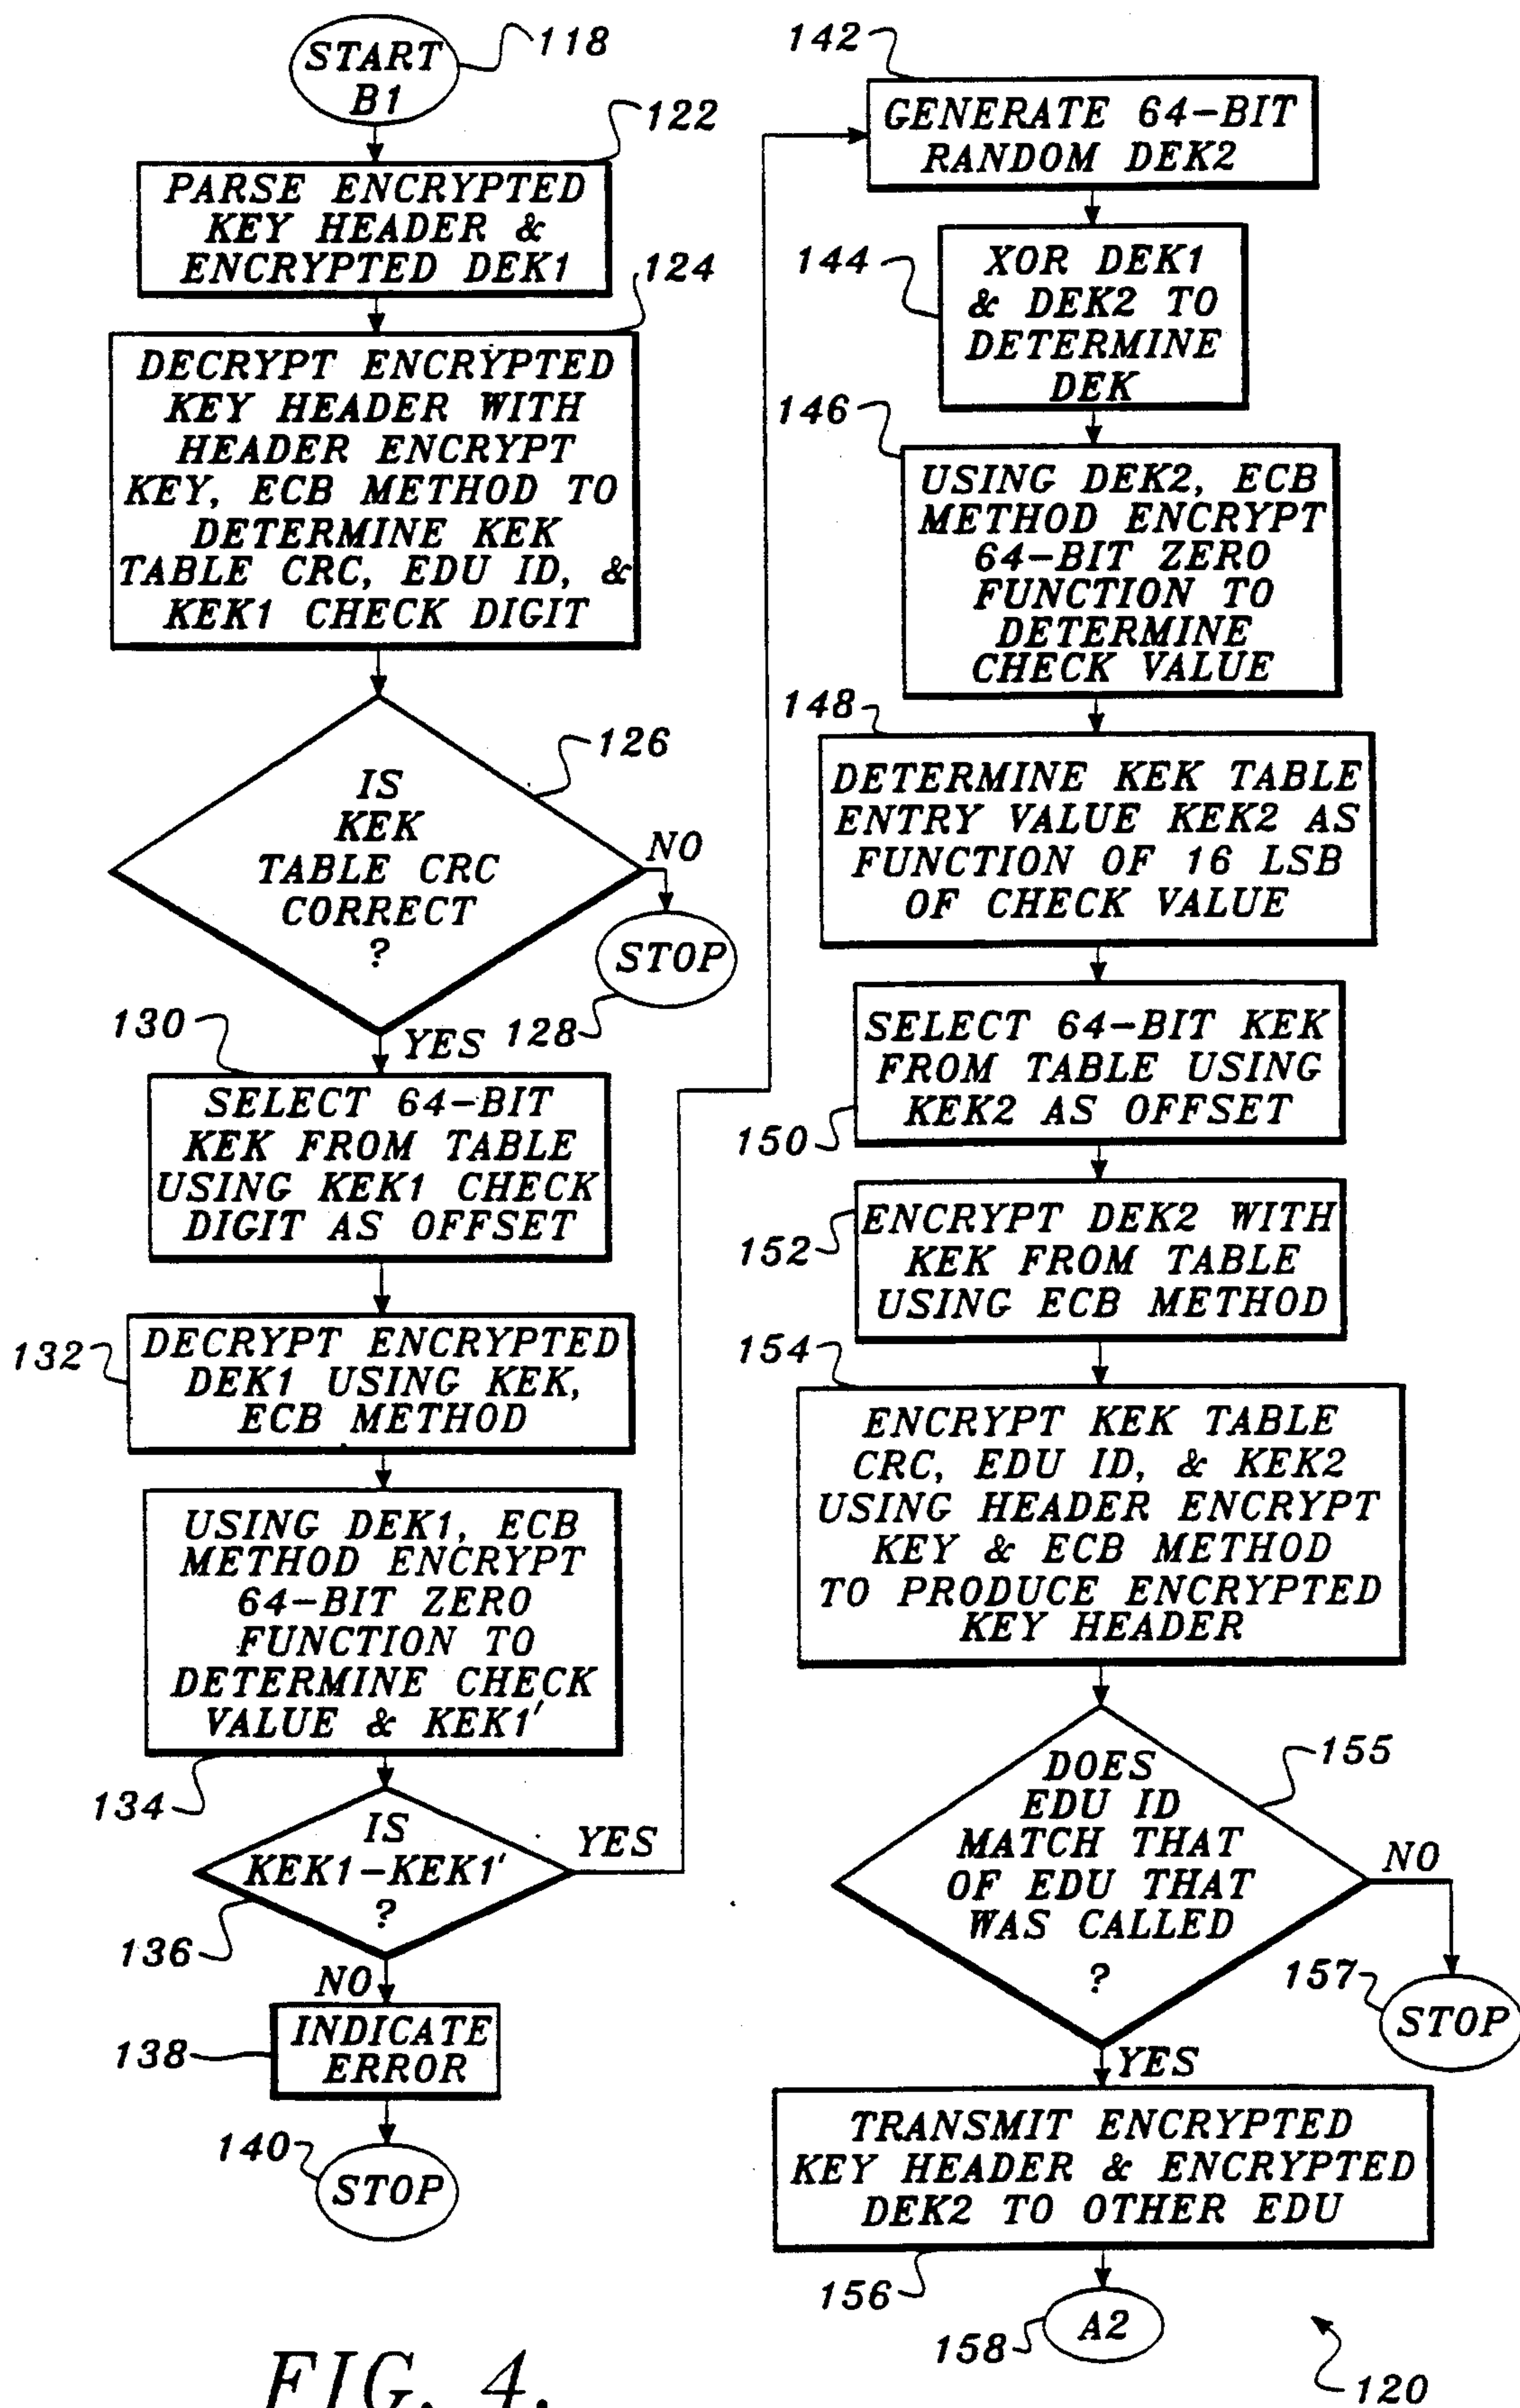 118
START
B1
122
PARSE ENCRYPTED
KEY HEADER &
ENCRYPTED DEK1
124
DECRYPT ENCRYPTED
KEY HEADER WITH
HEADER ENCRYPT
KEY, ECB METHOD TO
DETERMINE KEK
TABLE CRC, EDU ID, &
KEK1 CHECK DIGIT
126
IS
KEK
TABLE CRC
CORRECT
?
NO
STOP
128
YES
130
SELECT 64-BIT
KEK FROM TABLE
USING KEK1 CHECK
DIGIT AS OFFSET
132
DECRYPT ENCRYPTED
DEK1 USING KEK,
ECB METHOD
USING DEK1, ECB
METHOD ENCRYPT
64-BIT ZERO
FUNCTION TO
DETERMINE CHECK
VALUE & KEK1'
134
IS
KEK1-KEK1'
?
YES
136
NO
INDICATE
ERROR
138
140
STOP
142
GENERATE 64-BIT
RANDOM DEK2
144
XOR DEK1
& DEK2 TO
DETERMINE
DEK
146
USING DEK2, ECB
METHOD ENCRYPT
64-BIT ZERO
FUNCTION TO
DETERMINE
CHECK VALUE
148
DETERMINE KEK TABLE
ENTRY VALUE KEK2 AS
FUNCTION OF 16 LSB
OF CHECK VALUE
SELECT 64-BIT KEK
FROM TABLE USING
KEK2 AS OFFSET
150
ENCRYPT DEK2 WITH
KEK FROM TABLE
USING ECB METHOD
152
154
ENCRYPT KEK TABLE
CRC, EDU ID, & KEK2
USING HEADER ENCRYPT
KEY & ECB METHOD
TO PRODUCE ENCRYPTED
KEY HEADER
155
DOES
EDU ID
MATCH THAT
OF EDU THAT
WAS CALLED
?
NO
157
STOP
YES
TRANSMIT ENCRYPTED
KEY HEADER & ENCRYPTED
DEK2 TO OTHER EDU
156
A2
158
120
FIG. 4.